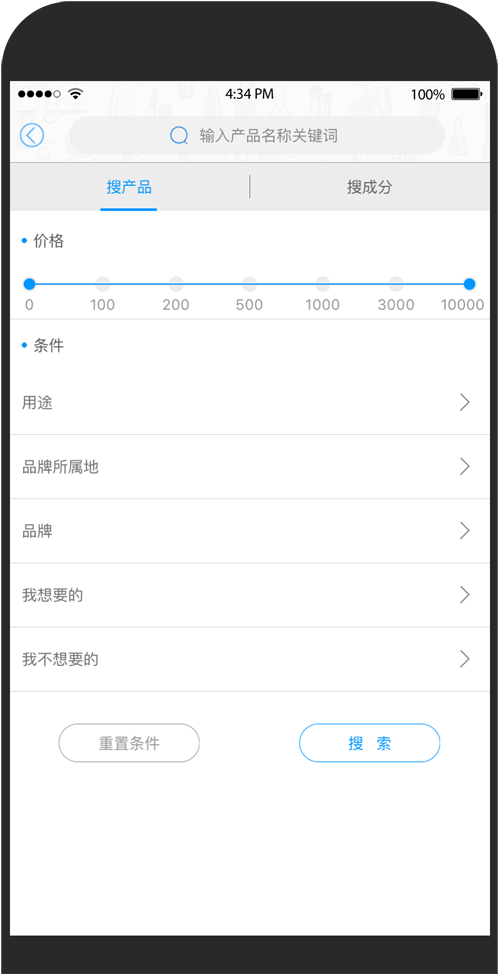 4:34 PM 100%
输入产品名称关键词
搜产品 搜成分
价格
0 100 200 500 1000 3000 10000
条件
用途
品牌所属地
品牌
我想要的
我不想要的
重置条件 搜 索